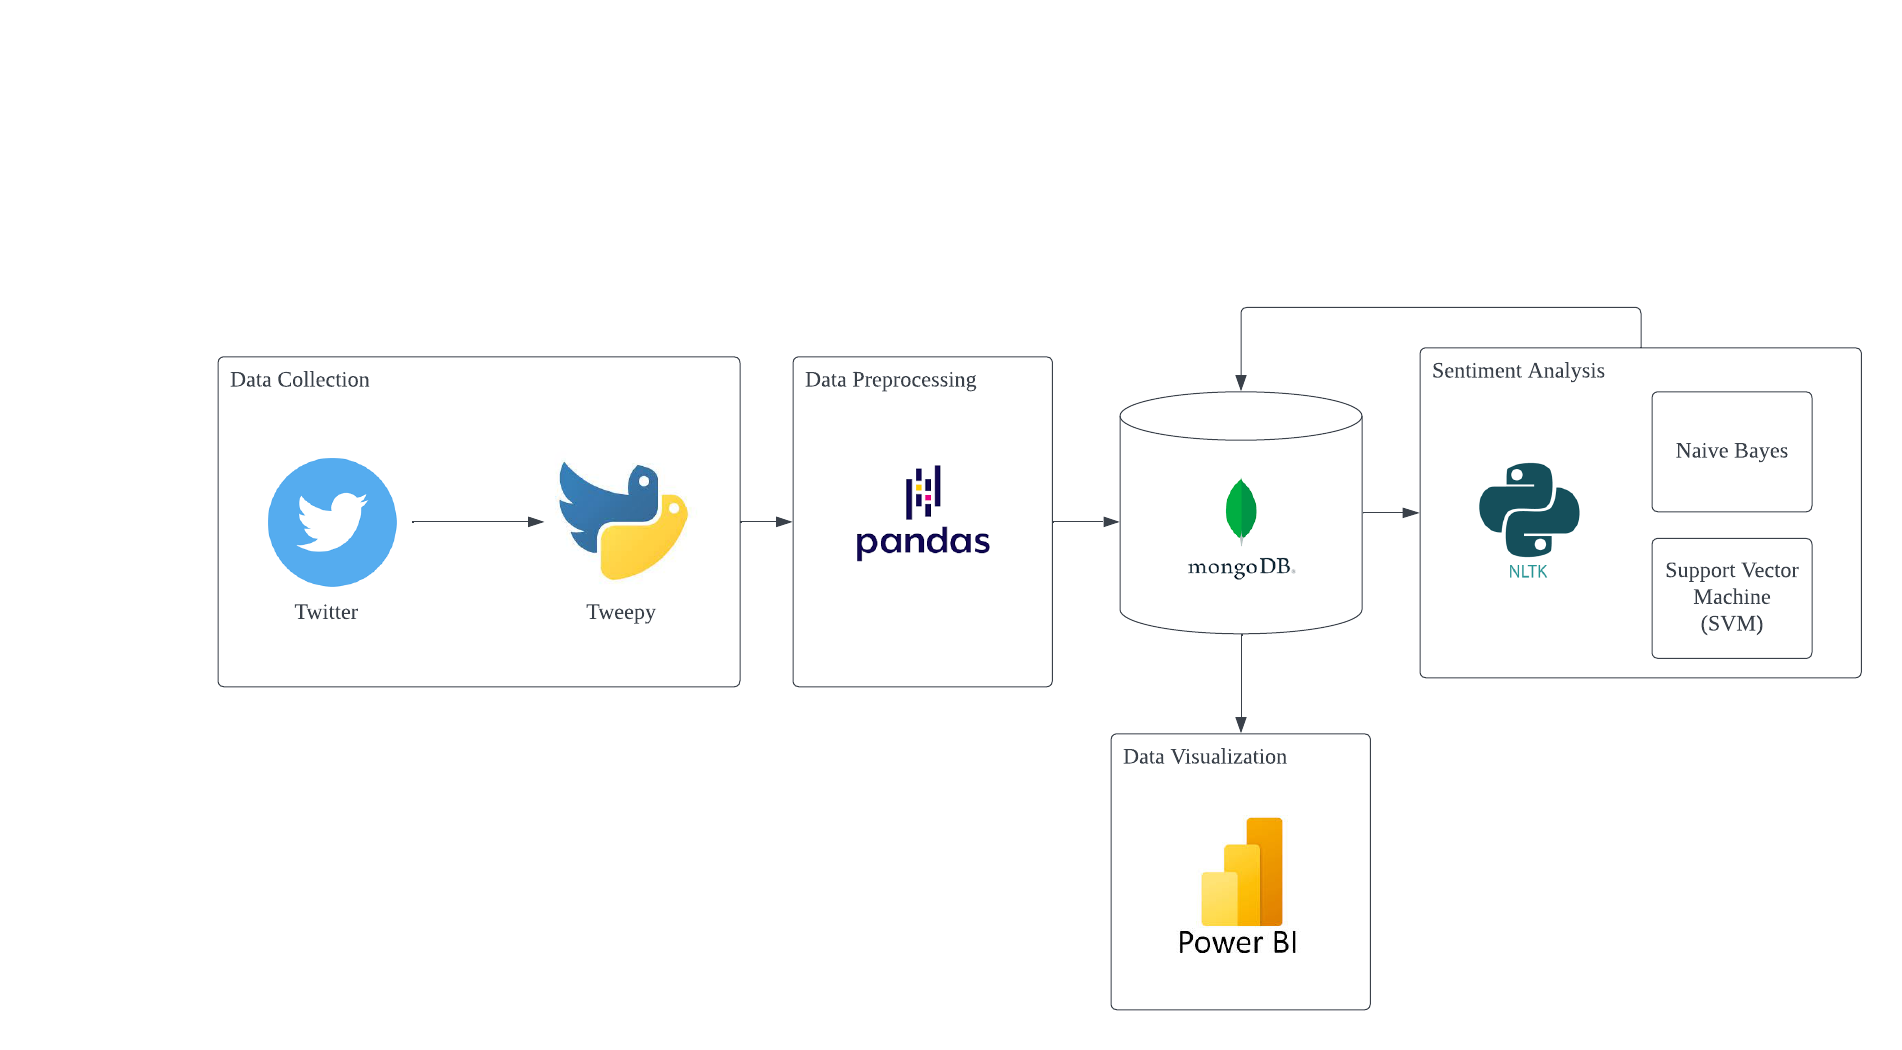 Data Collection
Twitter
Tweepy
Data Preprocessing
pandas
mongoDB®
Sentiment Analysis
NLTK
Naive Bayes
Support Vector
Machine
(SVM)
Data Visualization
Power BI